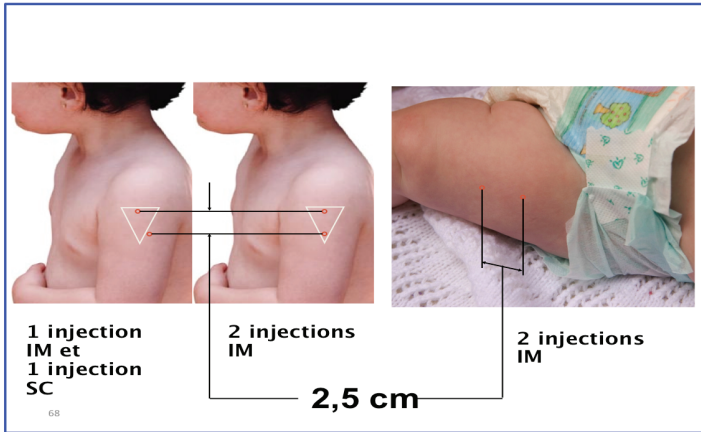 1 injection
IM et
1 injection
SC
2 injections
IM
2 injections
IM
2,5 cm
68